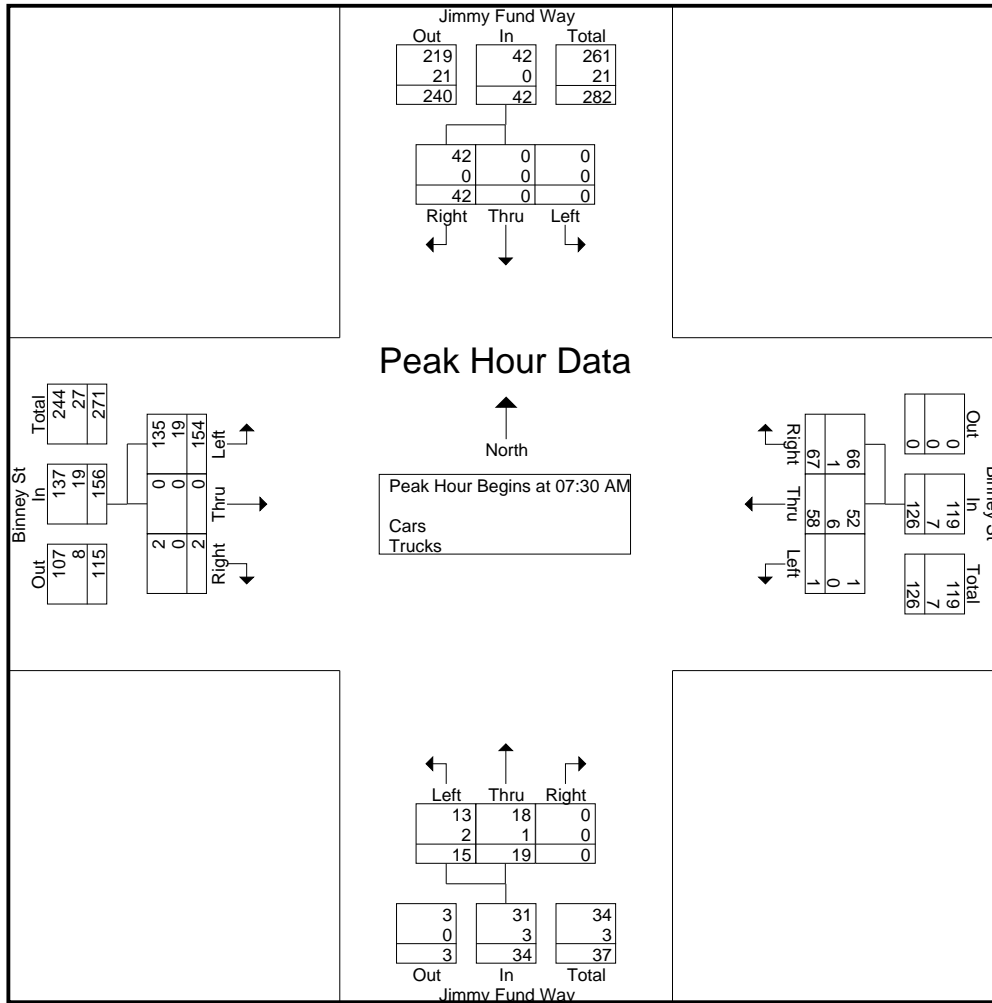 Jimmy Fund Way
Out In Total
219 42 261
21 0 21
240 42 282
42 0 0
0 0 0
42 0 0
Right Thru Left
Peak Hour Data
North
Peak Hour Begins at 07:30 AM
Cars
Trucks
Binney St
Total In Out
244 137 107
27 19 8
271 156 115
Left Thru Right
135 0 2
19 0 0
154 0 2
Binney St
Out In Total
0 119 119
0 7 7
0 126 126
Right Thru Left
66 52 1
1 6 0
67 58 1
Left Thru Right
13 18 0
2 1 0
15 19 0
3 31 34
0 3 3
3 34 37
Out In Total
Jimmy Fund Way